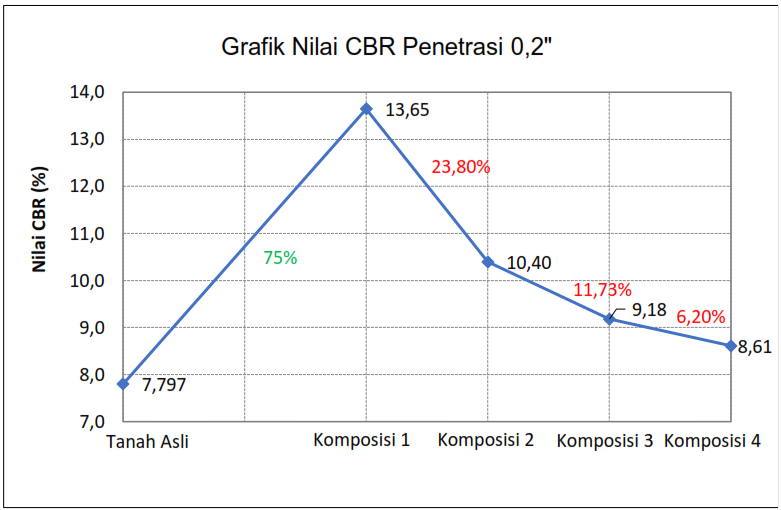 Grafik Nilai CBR Penetrasi 0,2"
Nilai CBR (%)
14,0
13,0
12,0
11,0
10,0
9,0
8,0
7,0
13,65
23,80%
75%
10,40
11,73%
9,18
6,20%
8,61
7,797
Tanah Asli
Komposisi 1
Komposisi 2
Komposisi 3
Komposisi 4